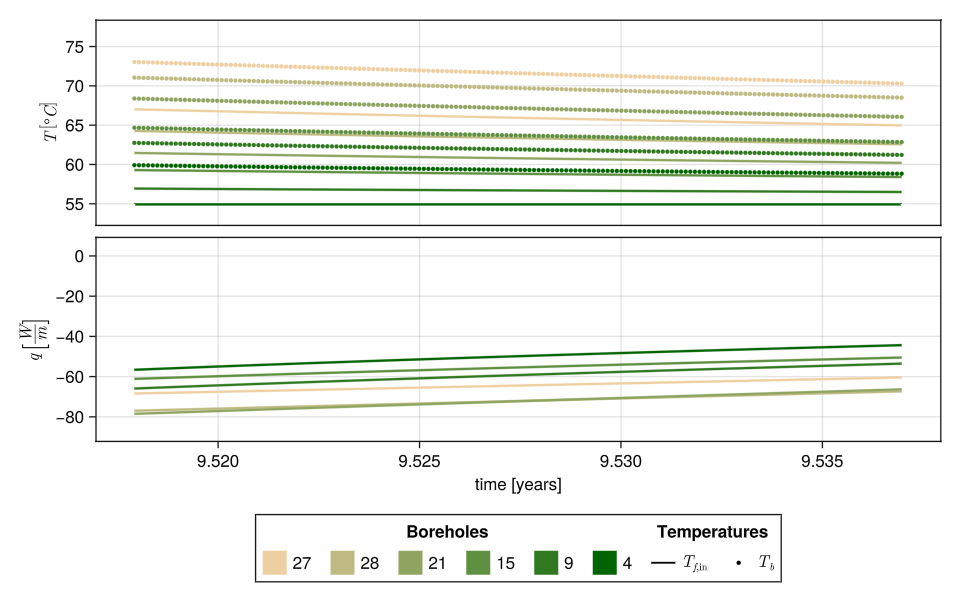 T [°C]
75
70
65
60
55
q [W/m]
0
−20
−40
−60
−80
9.520 9.525 9.530 9.535
time [years]
Boreholes Temperatures
27 28 21 15 9 4 T_f,in T_b